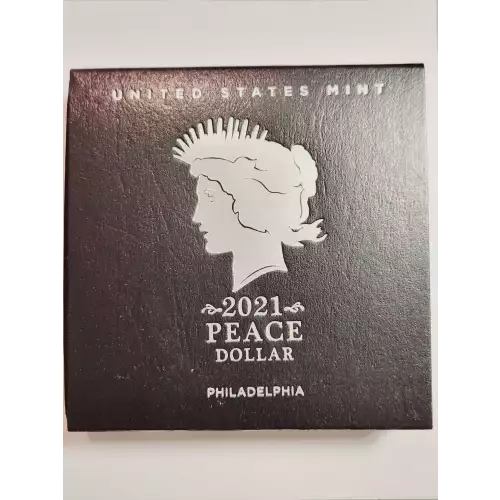 UNITED STATES MINT
2021
PEACE
DOLLAR
PHILADELPHIA